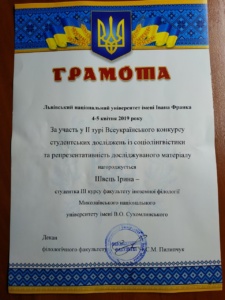 ГРАМОТА
Львівський національний університет імені Івана Франка
4-5 квітня 2019 року
За участь у ІІ турі Всеукраїнського конкурсу
студентських досліджень із соціолінгвістики
та репрезентативність досліджуваного матеріалу
нагороджується
Швець Ірина –
студентка ІІІ курсу факультету іноземної філології
Миколаївського національного
університету імені В.О. Сухомлинського
Декан
філологічного факультету